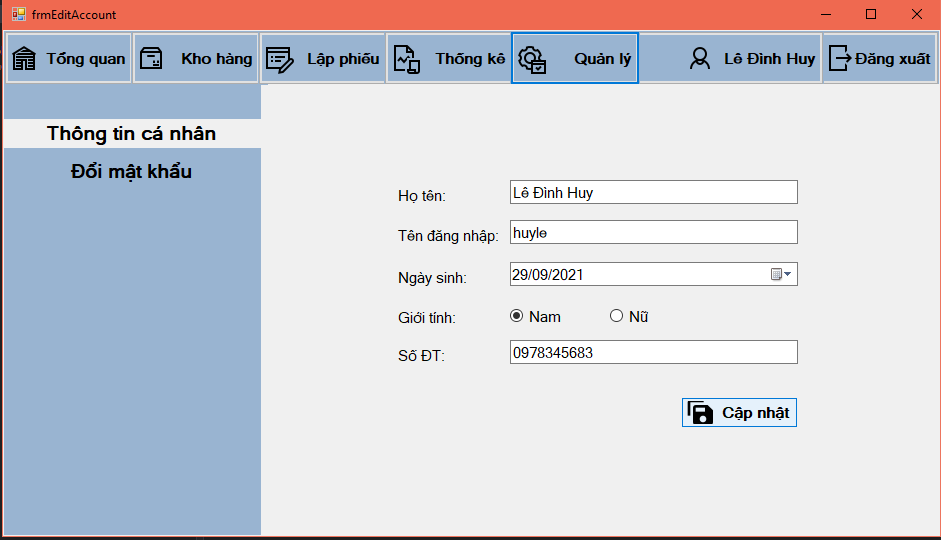 frmEditAccount
Tổng quan Kho hàng Lập phiếu Thống kê Quản lý Lê Đình Huy Đăng xuất
Thông tin cá nhân
Đổi mật khẩu
Họ tên: Lê Đình Huy
Tên đăng nhập: huyle
Ngày sinh: 29/09/2021
Giới tính: Nam Nữ
Số ĐT: 0978345683
Cập nhật